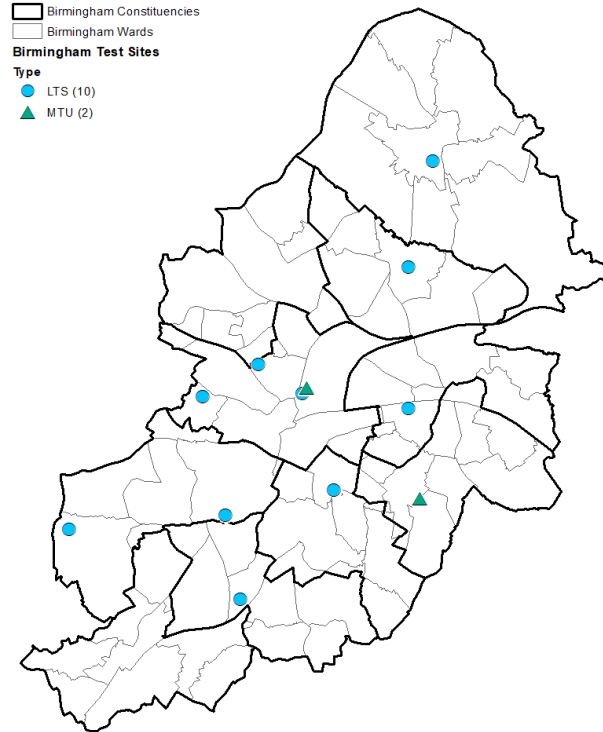 Birmingham Constituencies
Birmingham Wards
Birmingham Test Sites
Type
LTS (10)
MTU (2)